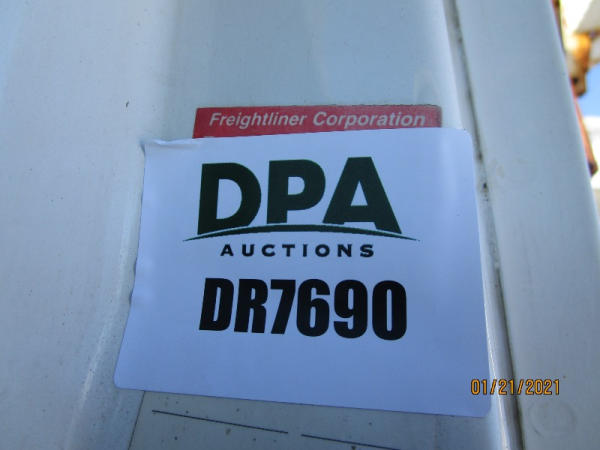 Freightliner Corporation
DPA
AUCTIONS
DR7690
01/21/2021